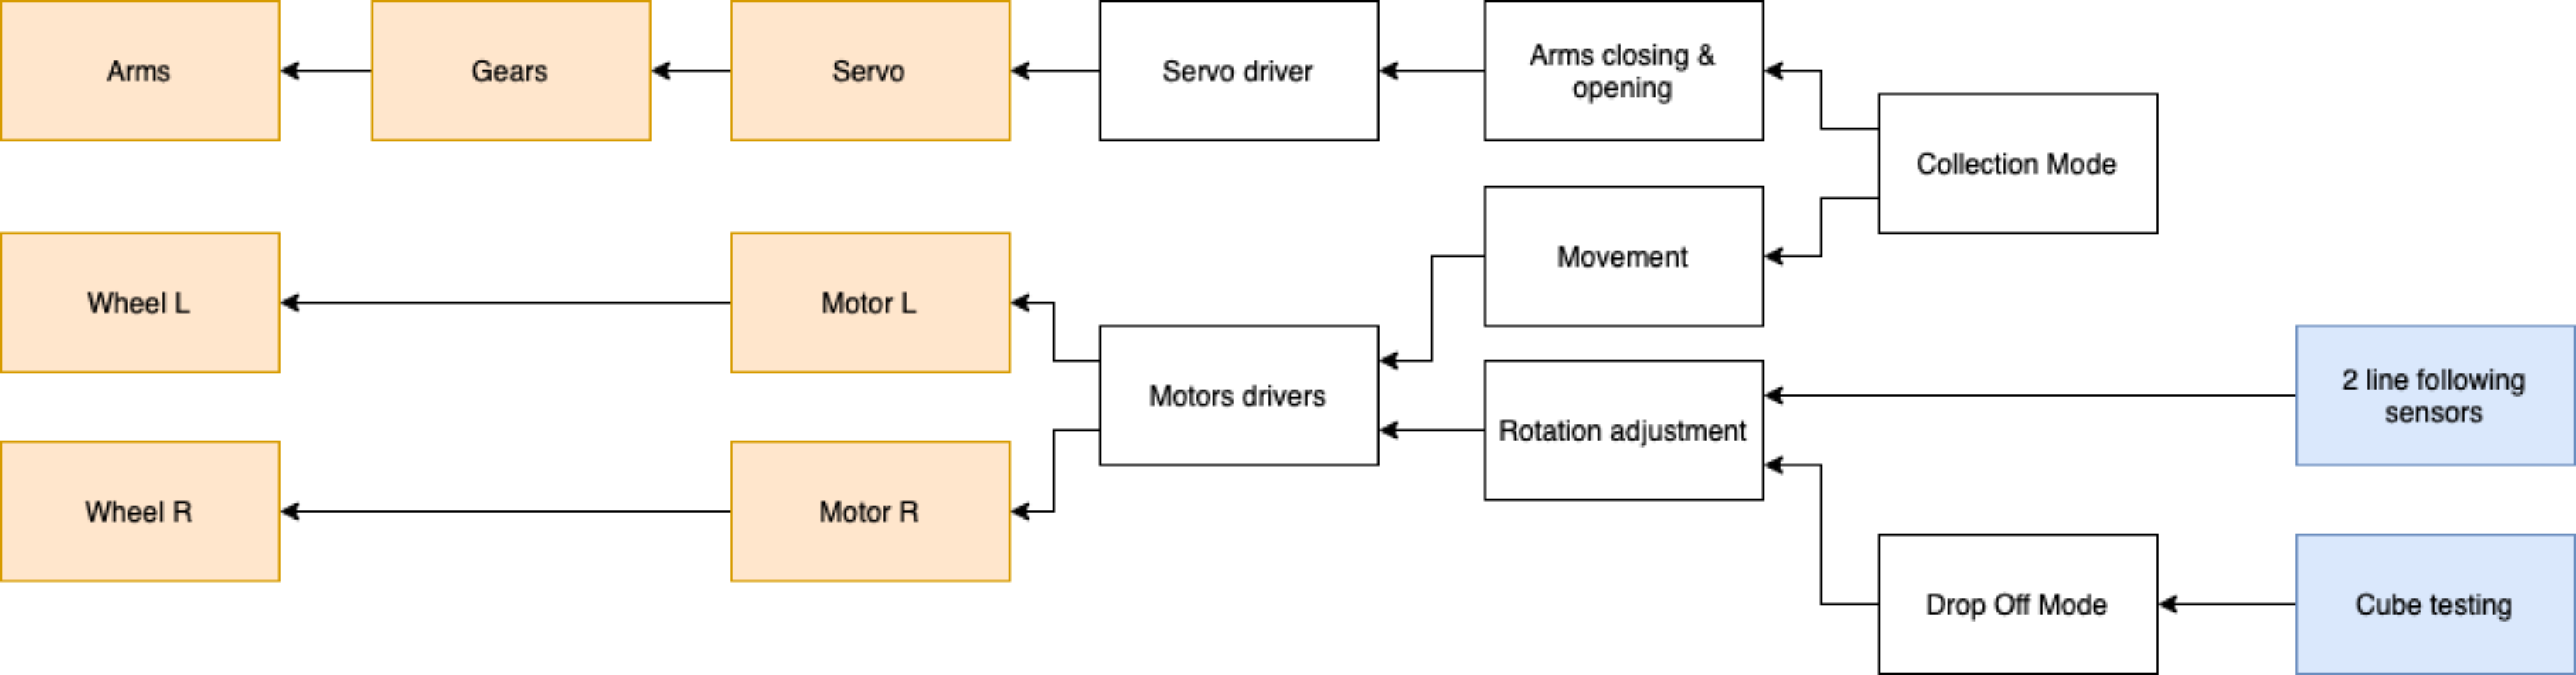 Arms
Gears
Servo
Servo driver
Arms closing &
opening
Collection Mode
Movement
Wheel L
Motor L
Motors drivers
2 line following
sensors
Rotation adjustment
Wheel R
Motor R
Drop Off Mode
Cube testing